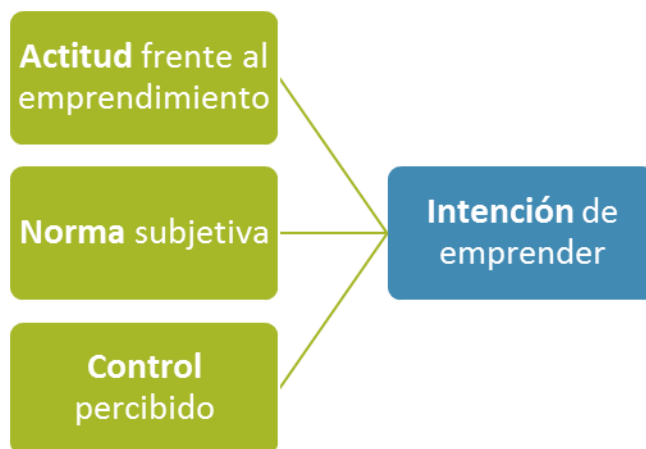 Actitud frente al
emprendimiento
Norma subjetiva
Control
percibido
Intención de
emprender